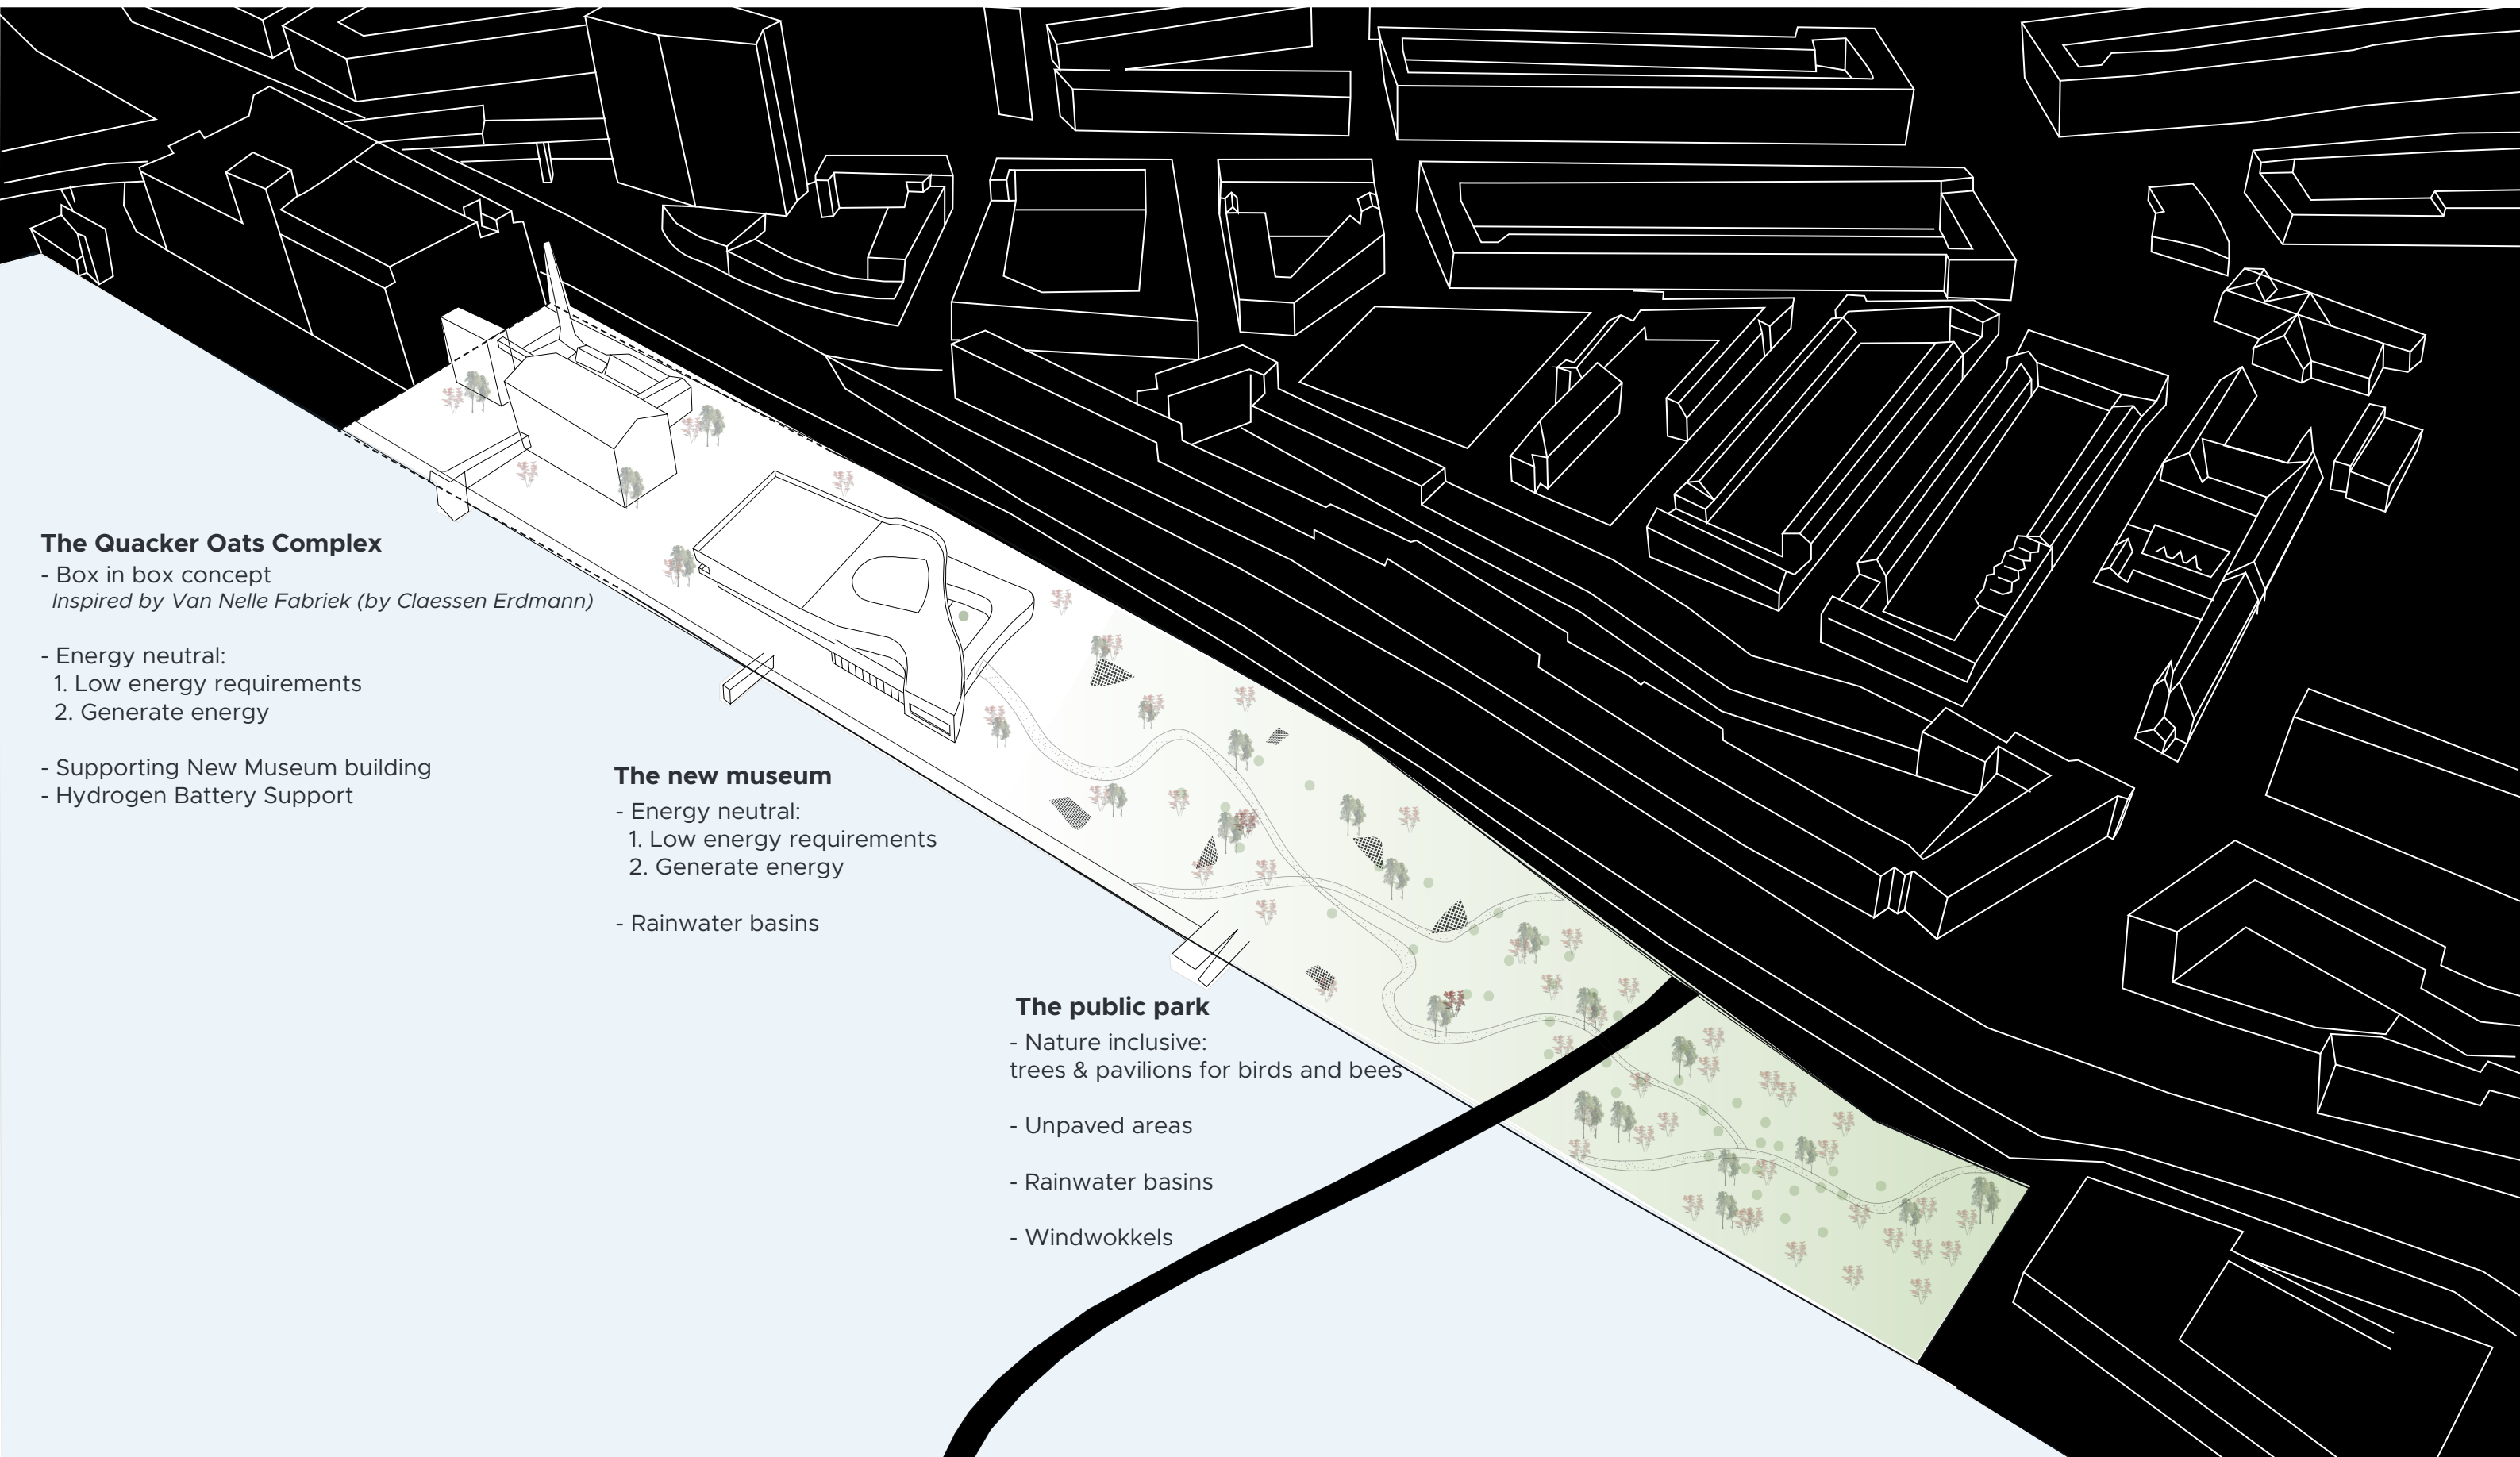 The Quacker Oats Complex
- Box in box concept
Inspired by Van Nelle Fabriek (by Claessen Erdmann)
- Energy neutral:
1. Low energy requirements
2. Generate energy
- Supporting New Museum building
- Hydrogen Battery Support
The new museum
- Energy neutral:
1. Low energy requirements
2. Generate energy
- Rainwater basins
The public park
- Nature inclusive:
trees & pavilions for birds and bees
- Unpaved areas
- Rainwater basins
- Windwokkels